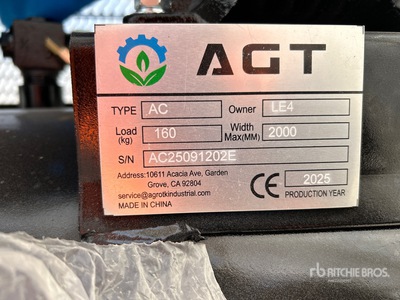 AGT
TYPE AC Owner LE4
Load (kg) 160 Width Max(MM) 2000
S/N AC25091202E
Address:10611 Acacia Ave, Garden
Grove, CA 92804
service@agrotkindustrial.com
MADE IN CHINA
CE 2025
PRODUCTION YEAR
rb RITCHIE BROS.